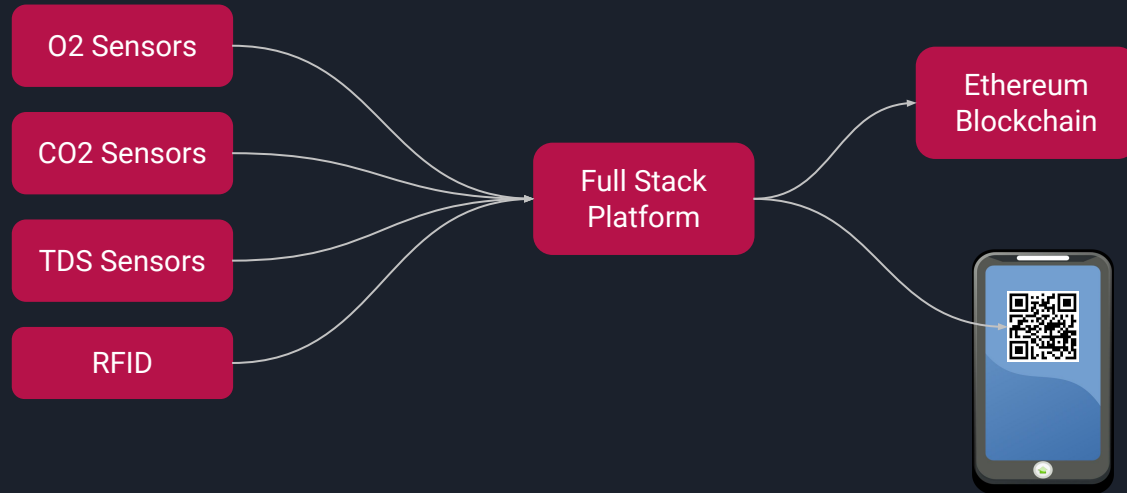 O2 Sensors
CO2 Sensors
TDS Sensors
RFID
Full Stack
Platform
Ethereum
Blockchain